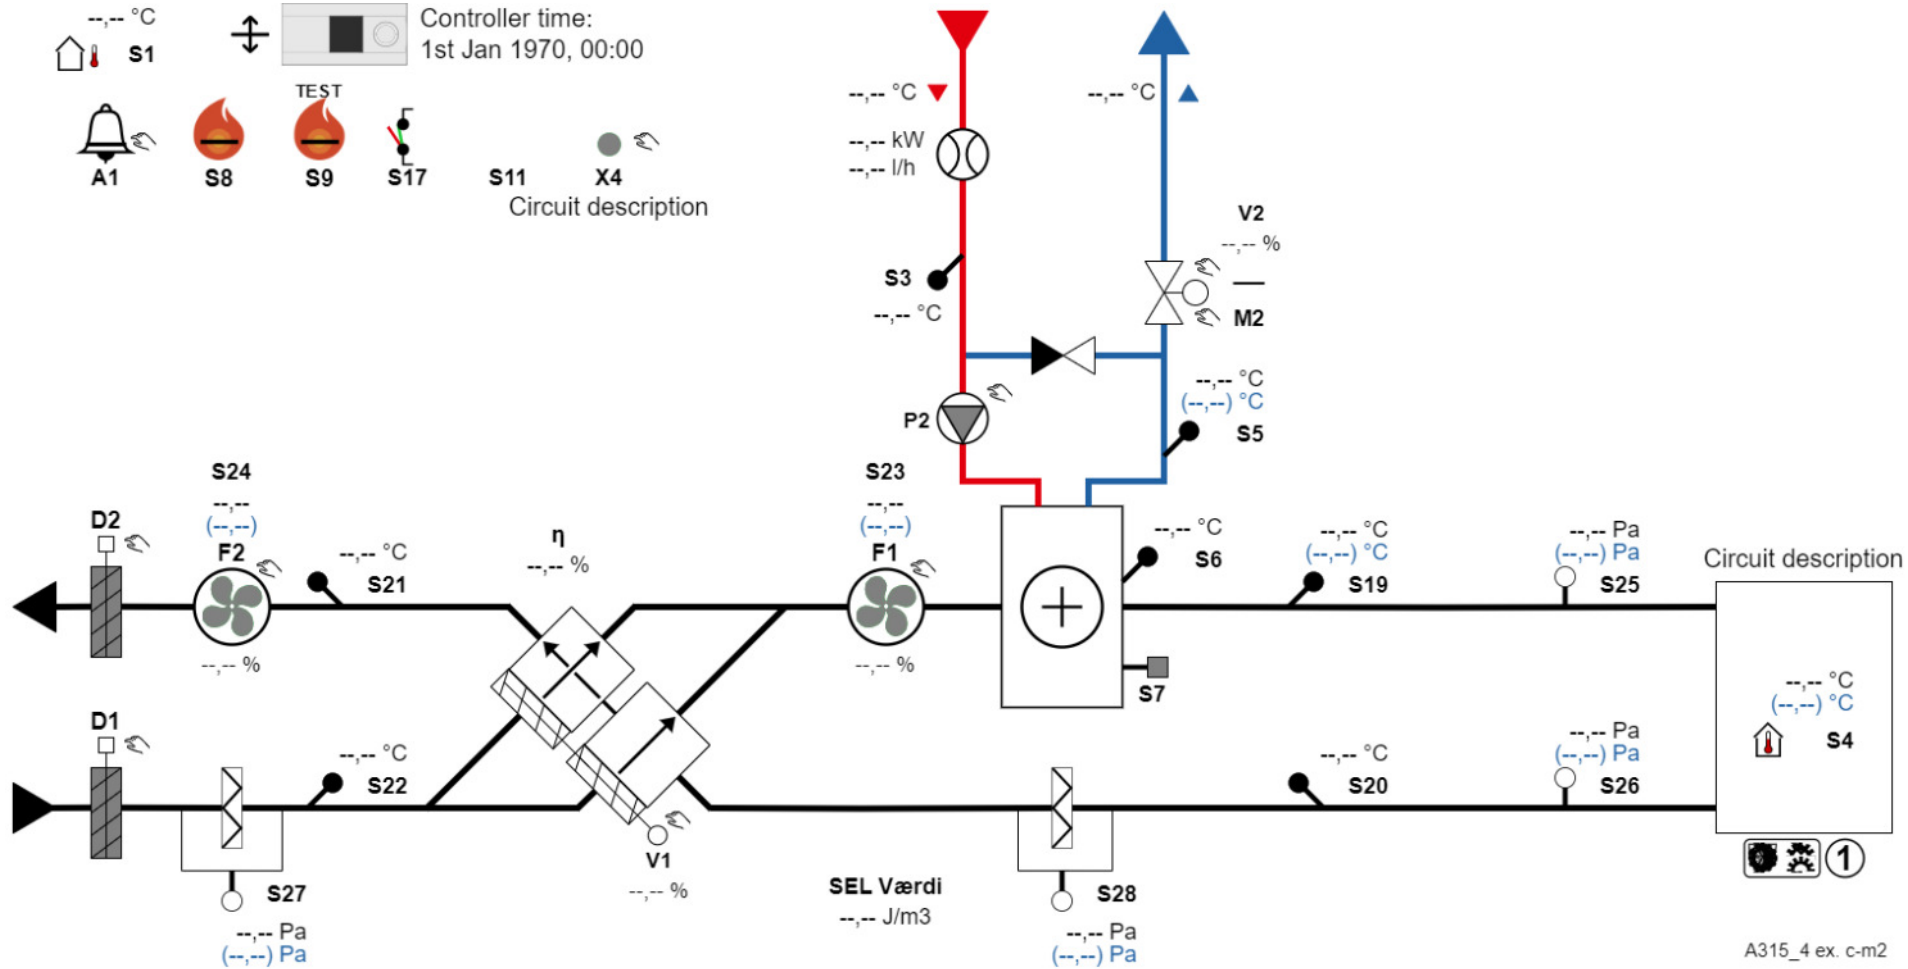 --,-- °C
S1
Controller time:
1st Jan 1970, 00:00
TEST
A1
S8
S9
S17
S11
X4
Circuit description
--,-- °C
--,-- kW
--,-- l/h
--,-- °C
V2
--,-- %
M2
S3
--,-- °C
P2
--,-- °C
(--,--) °C
S5
S24
--,--
(--,--)
F2
--,-- %
D2
--,-- °C
S21
η
--,-- %
S23
--,--
(--,--)
F1
--,-- %
--,-- °C
S6
S7
--,-- °C
(--,--) °C
S19
--,-- Pa
(--,--) Pa
S25
Circuit description
--,-- °C
(--,--) °C
S4
1
D1
--,-- °C
S22
S27
--,-- Pa
(--,--) Pa
V1
--,-- %
SEL Værdi
--,-- J/m3
S28
--,-- Pa
(--,--) Pa
--,-- °C
S20
--,-- Pa
(--,--) Pa
S26
A315_4 ex. c-m2